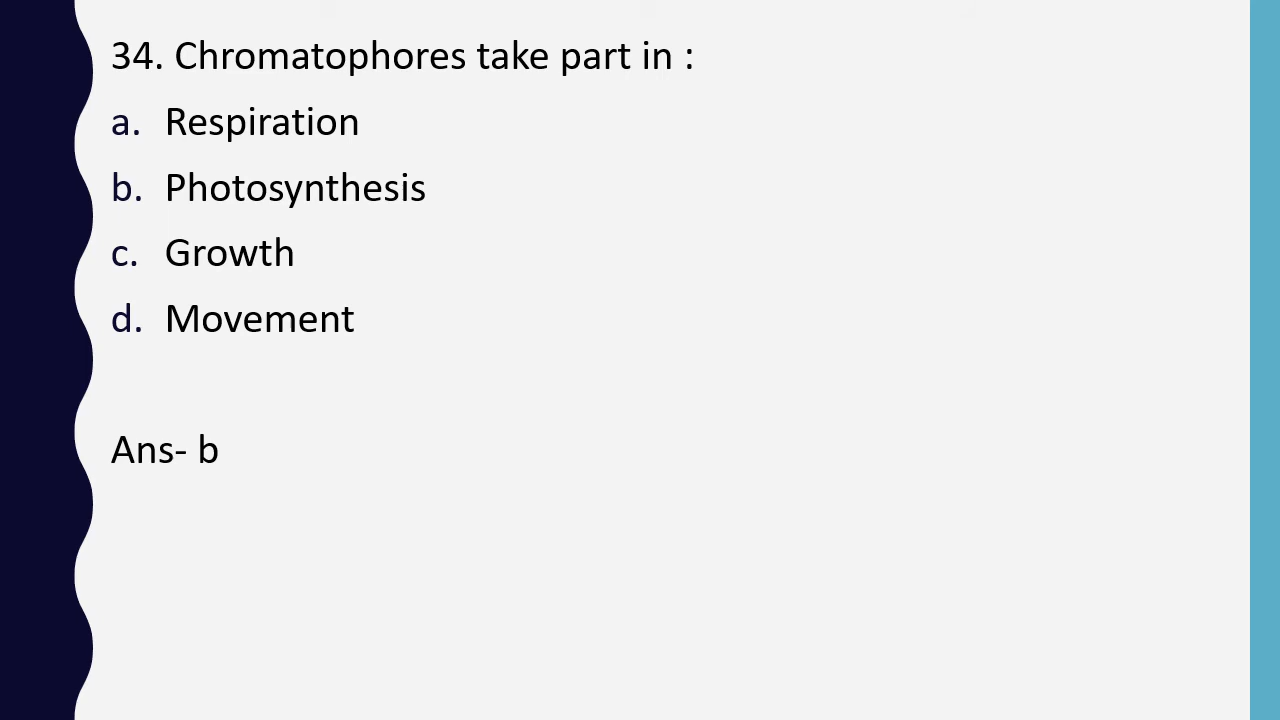 34. Chromatophores take part in :
a. Respiration
b. Photosynthesis
c. Growth
d. Movement
Ans- b